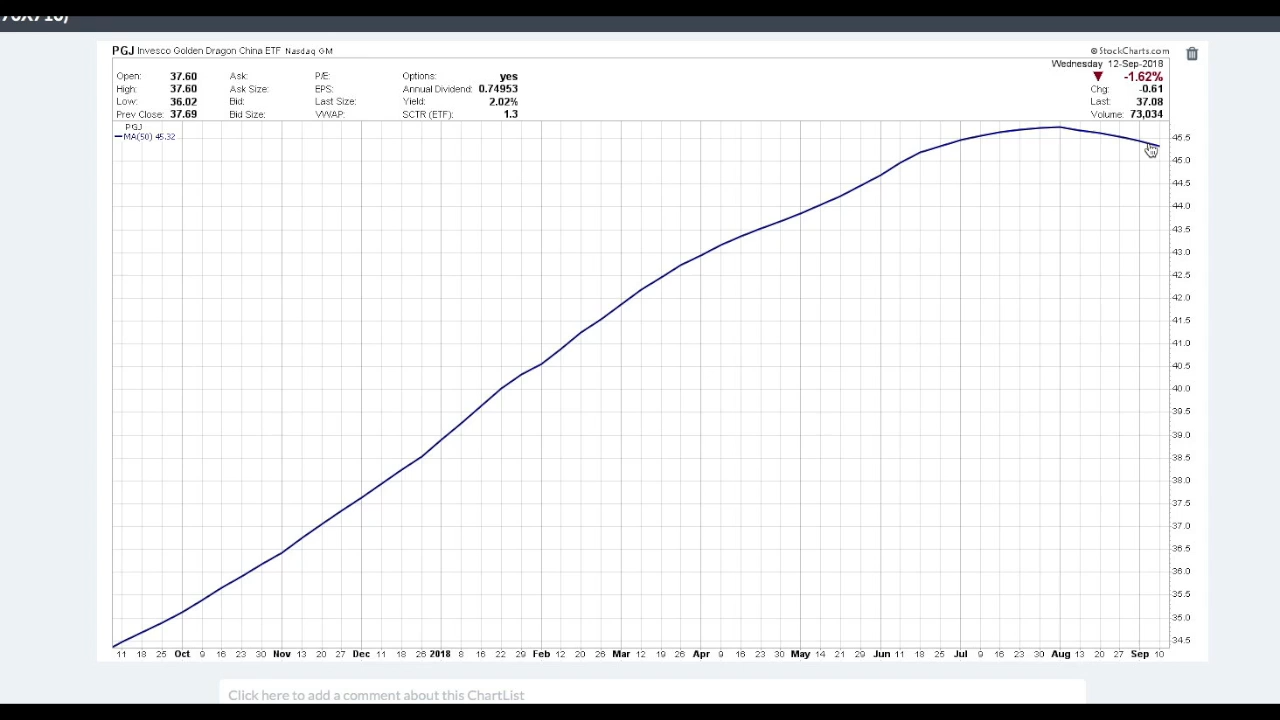 70X710)
PGJ Invesco Golden Dragon China ETF Nasdaq GM ©StockCharts.com
Wednesday 12-Sep-2018
Open: 37.60 Ask: P/E: Options: yes ▼ -1.62%
High: 37.60 Ask Size: EPS: Annual Dividend: 0.74953 Chg: -0.61
Low: 36.02 Bid: Last Size: Yield: 2.02% Last: 37.08
Prev Close: 37.69 Bid Size: VWAP: SCTR (ETF): 1.3 Volume: 73,034
PGJ
MA(50) 45.32
45.5
45.0
44.5
44.0
43.5
43.0
42.5
42.0
41.5
41.0
40.5
40.0
39.5
39.0
38.5
38.0
37.5
37.0
36.5
36.0
35.5
35.0
34.5
11 18 25 Oct 9 16 23 30 Nov 13 20 27 Dec 11 18 26 2018 8 16 22 29 Feb 12 20 26 Mar 12 19 26 Apr 9 16 23 30 May 14 21 29 Jun 11 18 25 Jul 9 16 23 30 Aug 13 20 27 Sep 10
Click here to add a comment about this ChartList